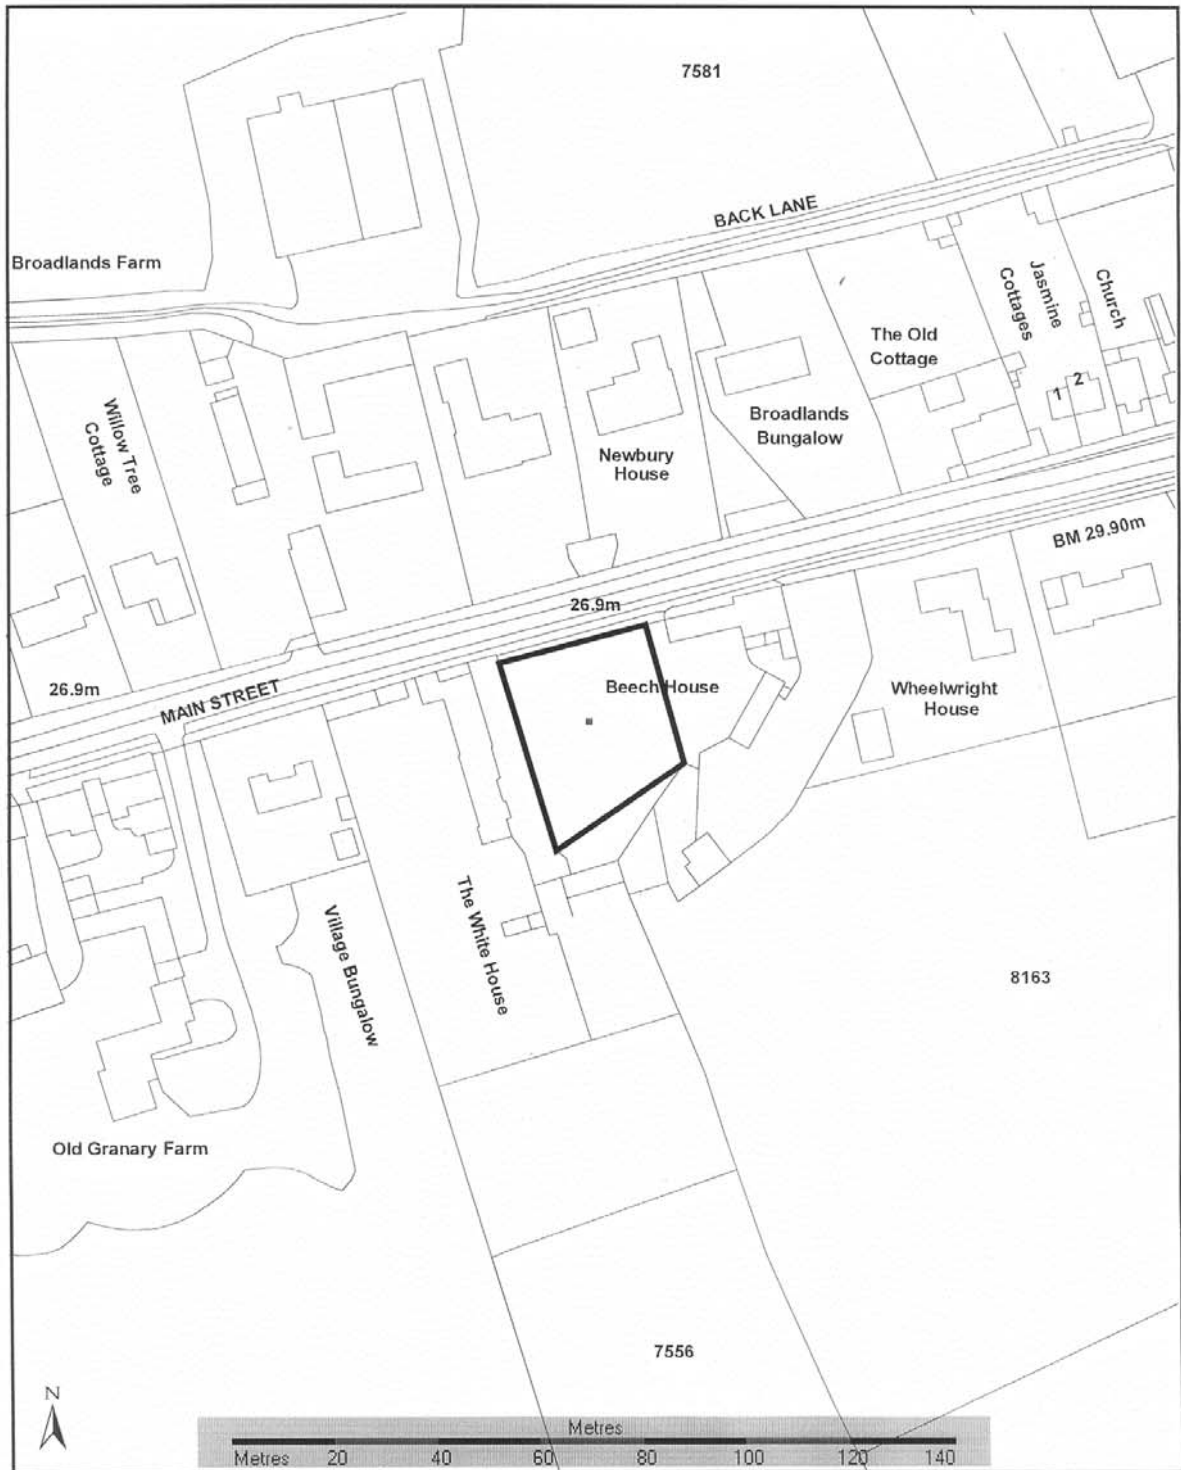 7581
BACK LANE
Broadlands Farm
Jasmine
Cottages
Church
The Old
Cottage
1 2
Willow Tree
Cottage
Broadlands
Bungalow
Newbury
House
BM 29.90m
26.9m
26.9m
MAIN STREET
Beech House
Wheelwright
House
The White House
Village Bungalow
8163
Old Granary Farm
7556
N
Metres
Metres 20 40 60 80 100 120 140